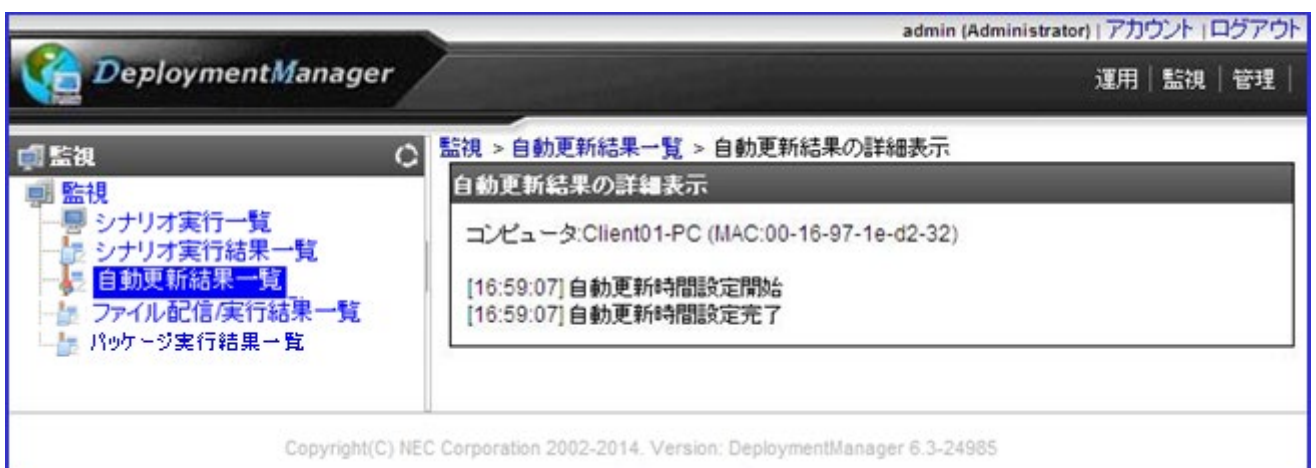 admin (Administrator) | アカウント | ログアウト
DeploymentManager
運用 | 監視 | 管理 |
監視
監視
シナリオ実行一覧
シナリオ実行結果一覧
自動更新結果一覧
ファイル配信/実行結果一覧
パッケージ実行結果一覧
監視 > 自動更新結果一覧 > 自動更新結果の詳細表示
自動更新結果の詳細表示
コンピュータ:Client01-PC (MAC:00-16-97-1e-d2-32)
[16:59:07] 自動更新時間設定開始
[16:59:07] 自動更新時間設定完了
Copyright(C) NEC Corporation 2002-2014. Version: DeploymentManager 6.3-24985